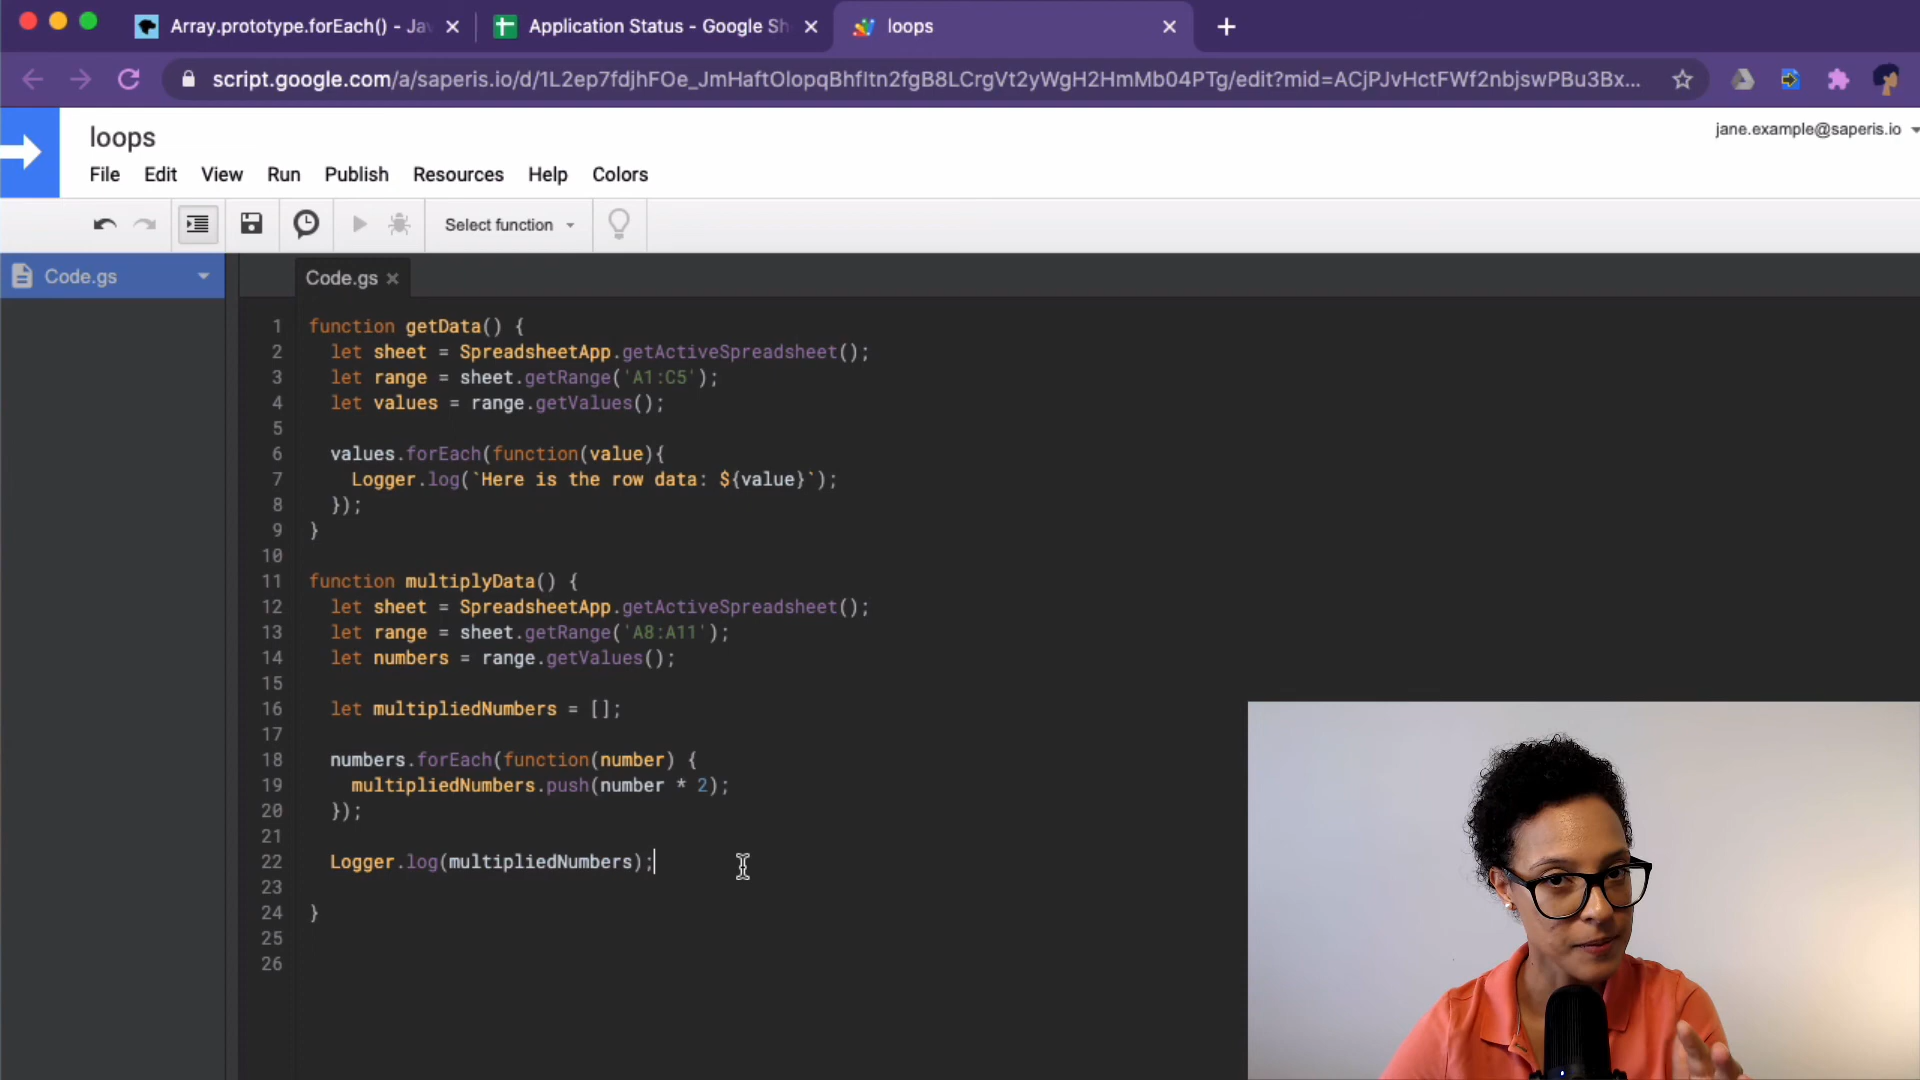 Array.prototype.forEach() - Jav
Application Status - Google Sh
loops
script.google.com/a/saperis.io/d/1L2ep7fdjhFOe_JmHaftOlopqBhfltn2fgB8LCrgVt2yWgH2HmMb04PTg/edit?mid=ACjPJvHctFWf2nbjswPBu3Bx...
loops
jane.example@saperis.io
File Edit View Run Publish Resources Help Colors
Select function
Code.gs
Code.gs
1 function getData() {
2 let sheet = SpreadsheetApp.getActiveSpreadsheet();
3 let range = sheet.getRange('A1:C5');
4 let values = range.getValues();
5
6 values.forEach(function(value){
7 Logger.log(`Here is the row data: ${value}`);
8 });
9 }
10
11 function multiplyData() {
12 let sheet = SpreadsheetApp.getActiveSpreadsheet();
13 let range = sheet.getRange('A8:A11');
14 let numbers = range.getValues();
15
16 let multipliedNumbers = [];
17
18 numbers.forEach(function(number) {
19 multipliedNumbers.push(number * 2);
20 });
21
22 Logger.log(multipliedNumbers);
23
24 }
25
26